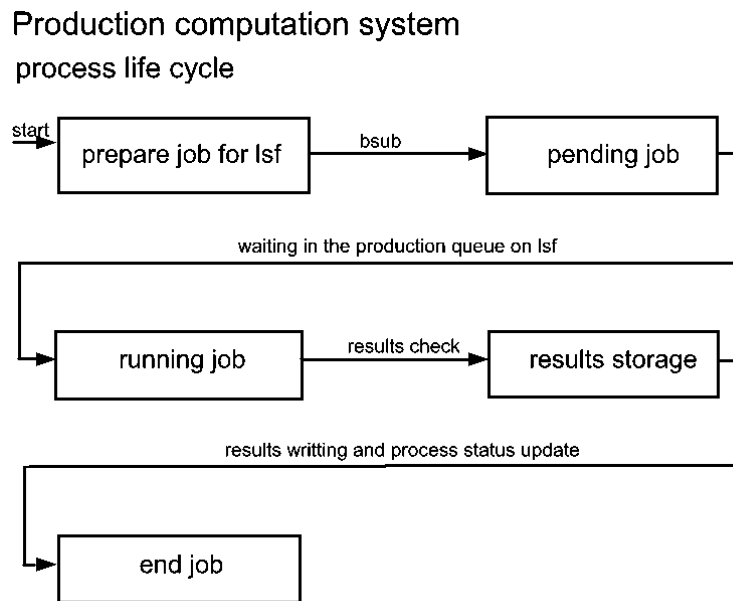 Production computation system
process life cycle
start
prepare job for lsf
bsub
pending job
waiting in the production queue on lsf
running job
results check
results storage
results writting and process status update
end job